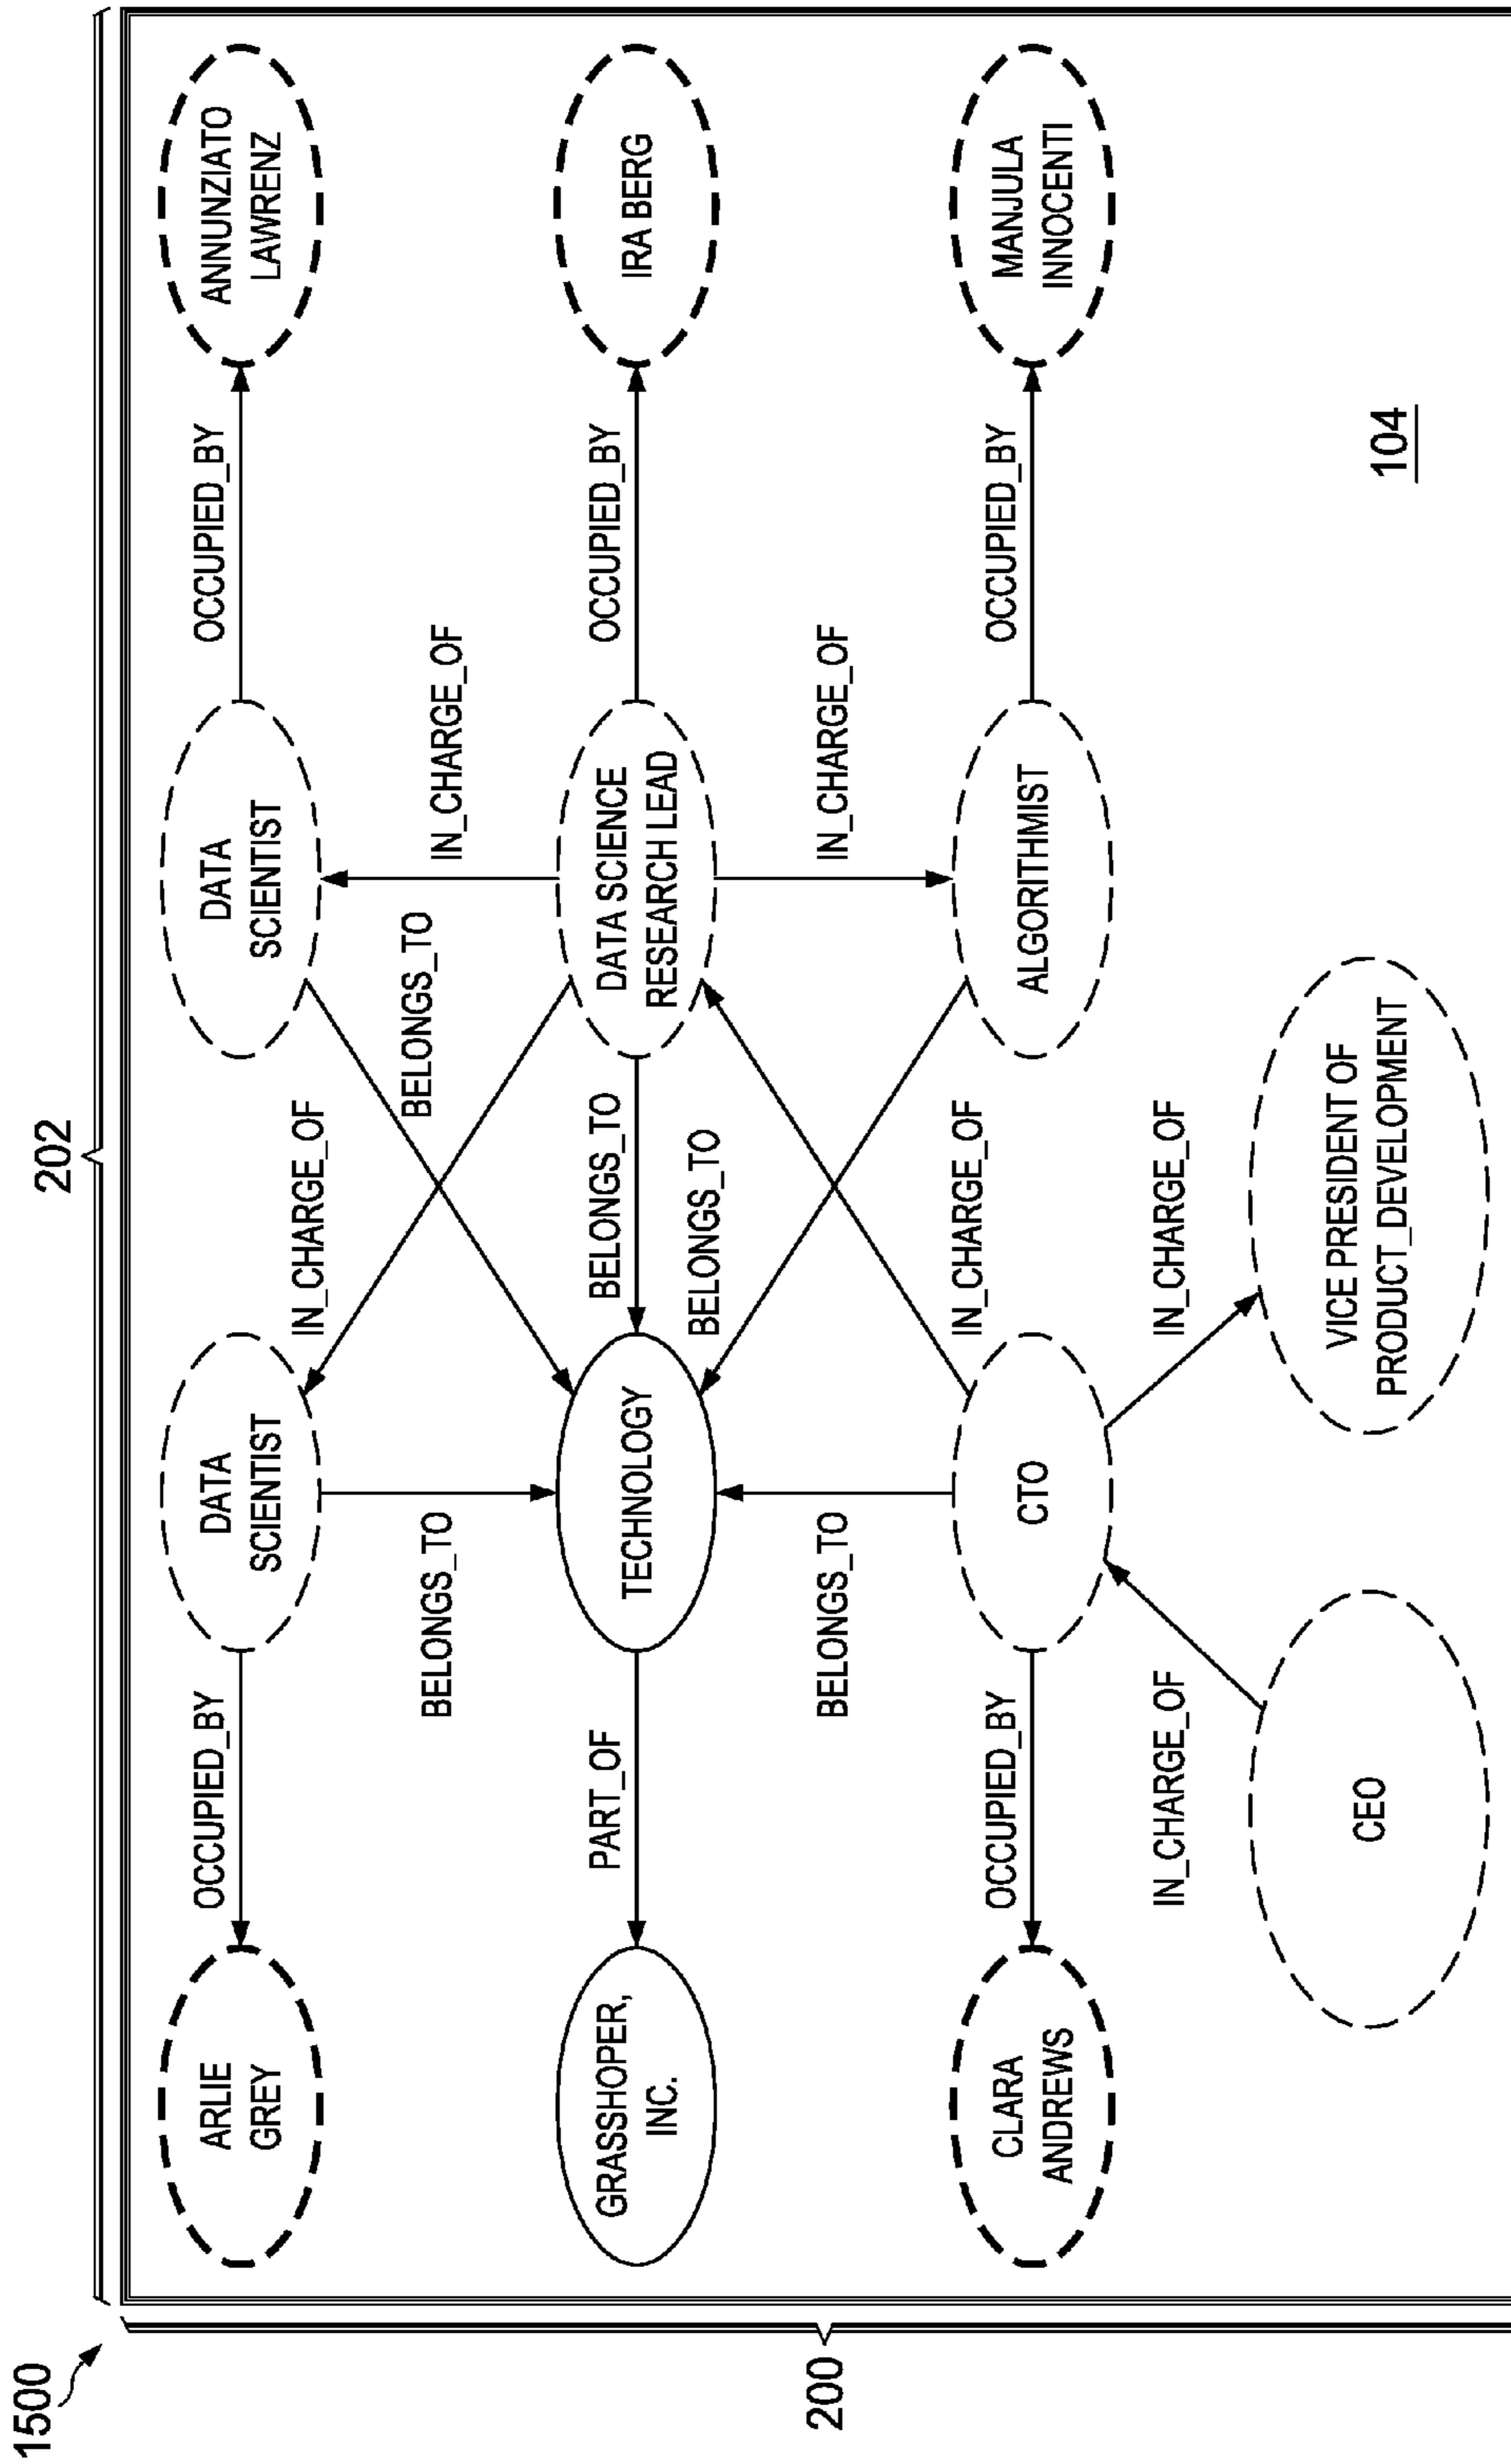 1500
202
200
ARLIE
GREY
OCCUPIED_BY
DATA
SCIENTIST
DATA
SCIENTIST
OCCUPIED_BY
ANNUNZIATO
LAWRENZ
BELONGS_TO
IN_CHARGE_OF
BELONGS_TO
IN_CHARGE_OF
GRASSHOPER,
INC.
PART_OF
TECHNOLOGY
BELONGS_TO
DATA SCIENCE
RESEARCH LEAD
OCCUPIED_BY
IRA BERG
BELONGS_TO
BELONGS_TO
IN_CHARGE_OF
IN_CHARGE_OF
CLARA
ANDREWS
OCCUPIED_BY
CTO
ALGORITHMIST
OCCUPIED_BY
MANJULA
INNOCENTI
IN_CHARGE_OF
IN_CHARGE_OF
CEO
VICE PRESIDENT OF
PRODUCT_DEVELOPMENT
104